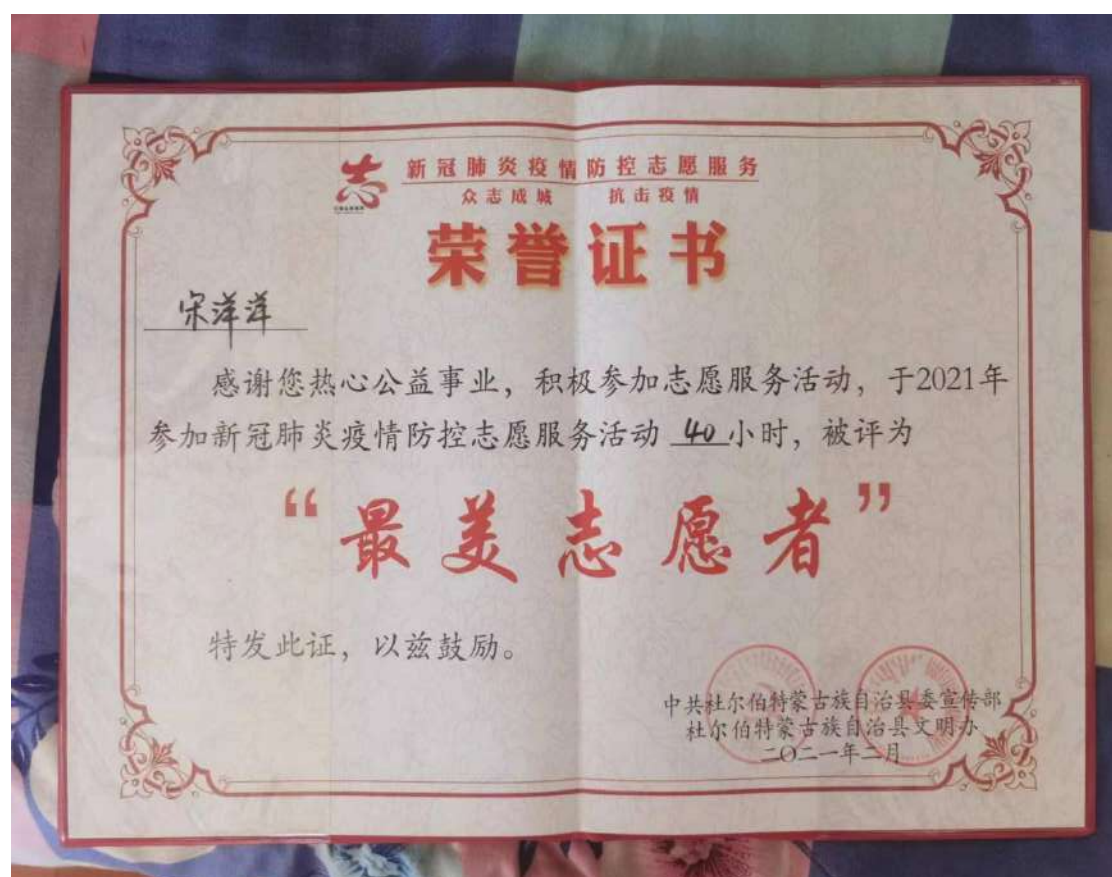 新冠肺炎疫情防控志愿服务
众志成城 抗击疫情
荣誉证书
宋洋洋
感谢您热心公益事业，积极参加志愿服务活动，于2021年
参加新冠肺炎疫情防控志愿服务活动 40 小时，被评为
“最美志愿者”
特发此证，以兹鼓励。
中共杜尔伯特蒙古族自治县委宣传部
杜尔伯特蒙古族自治县文明办
二〇二一年二月